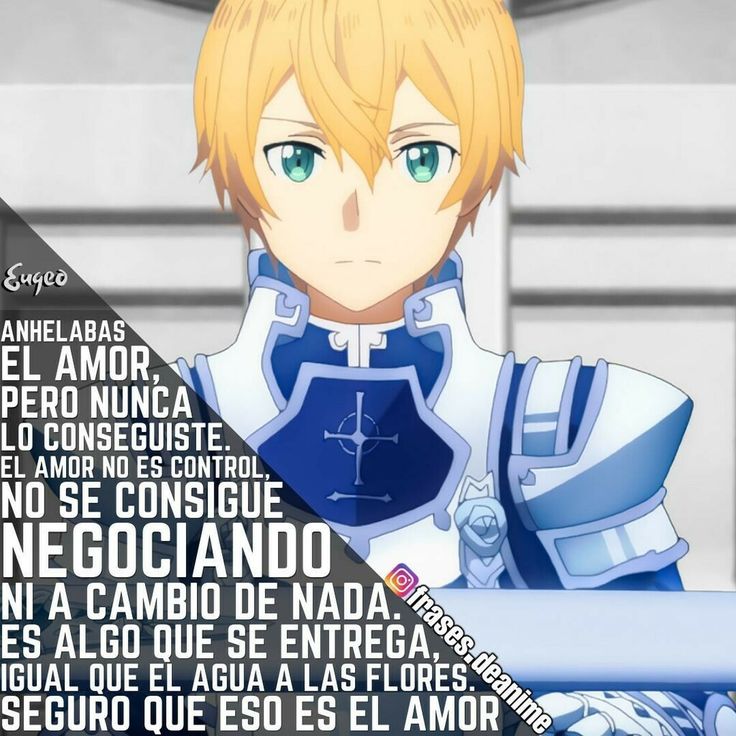 Eugeo
ANHELABAS
EL AMOR,
PERO NUNCA
LO CONSEGUISTE.
EL AMOR NO ES CONTROL,
NO SE CONSIGUE
NEGOCIANDO
NI A CAMBIO DE NADA.
ES ALGO QUE SE ENTREGA,
IGUAL QUE EL AGUA A LAS FLORES.
SEGURO QUE ESO ES EL AMOR
frases.deanime